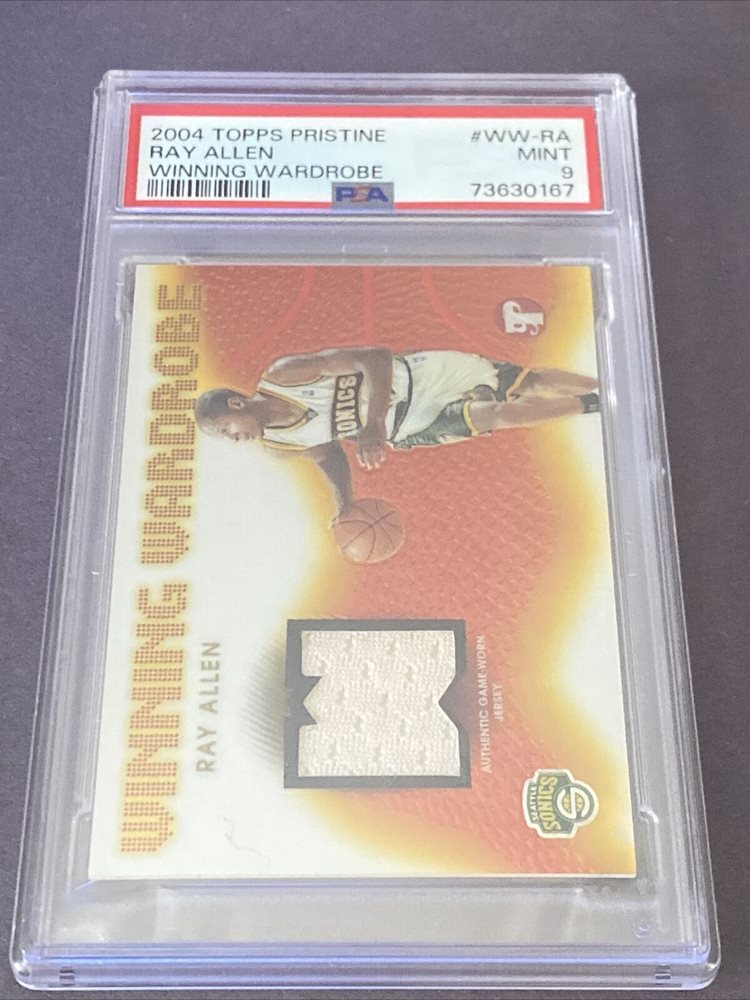 2004 TOPPS PRISTINE #WW-RA
RAY ALLEN MINT
WINNING WARDROBE 9
PSA 73630167
WINNING WARDROBE
RAY ALLEN
SONICS
AUTHENTIC GAME-WORN
JERSEY
SEATTLE
SONICS